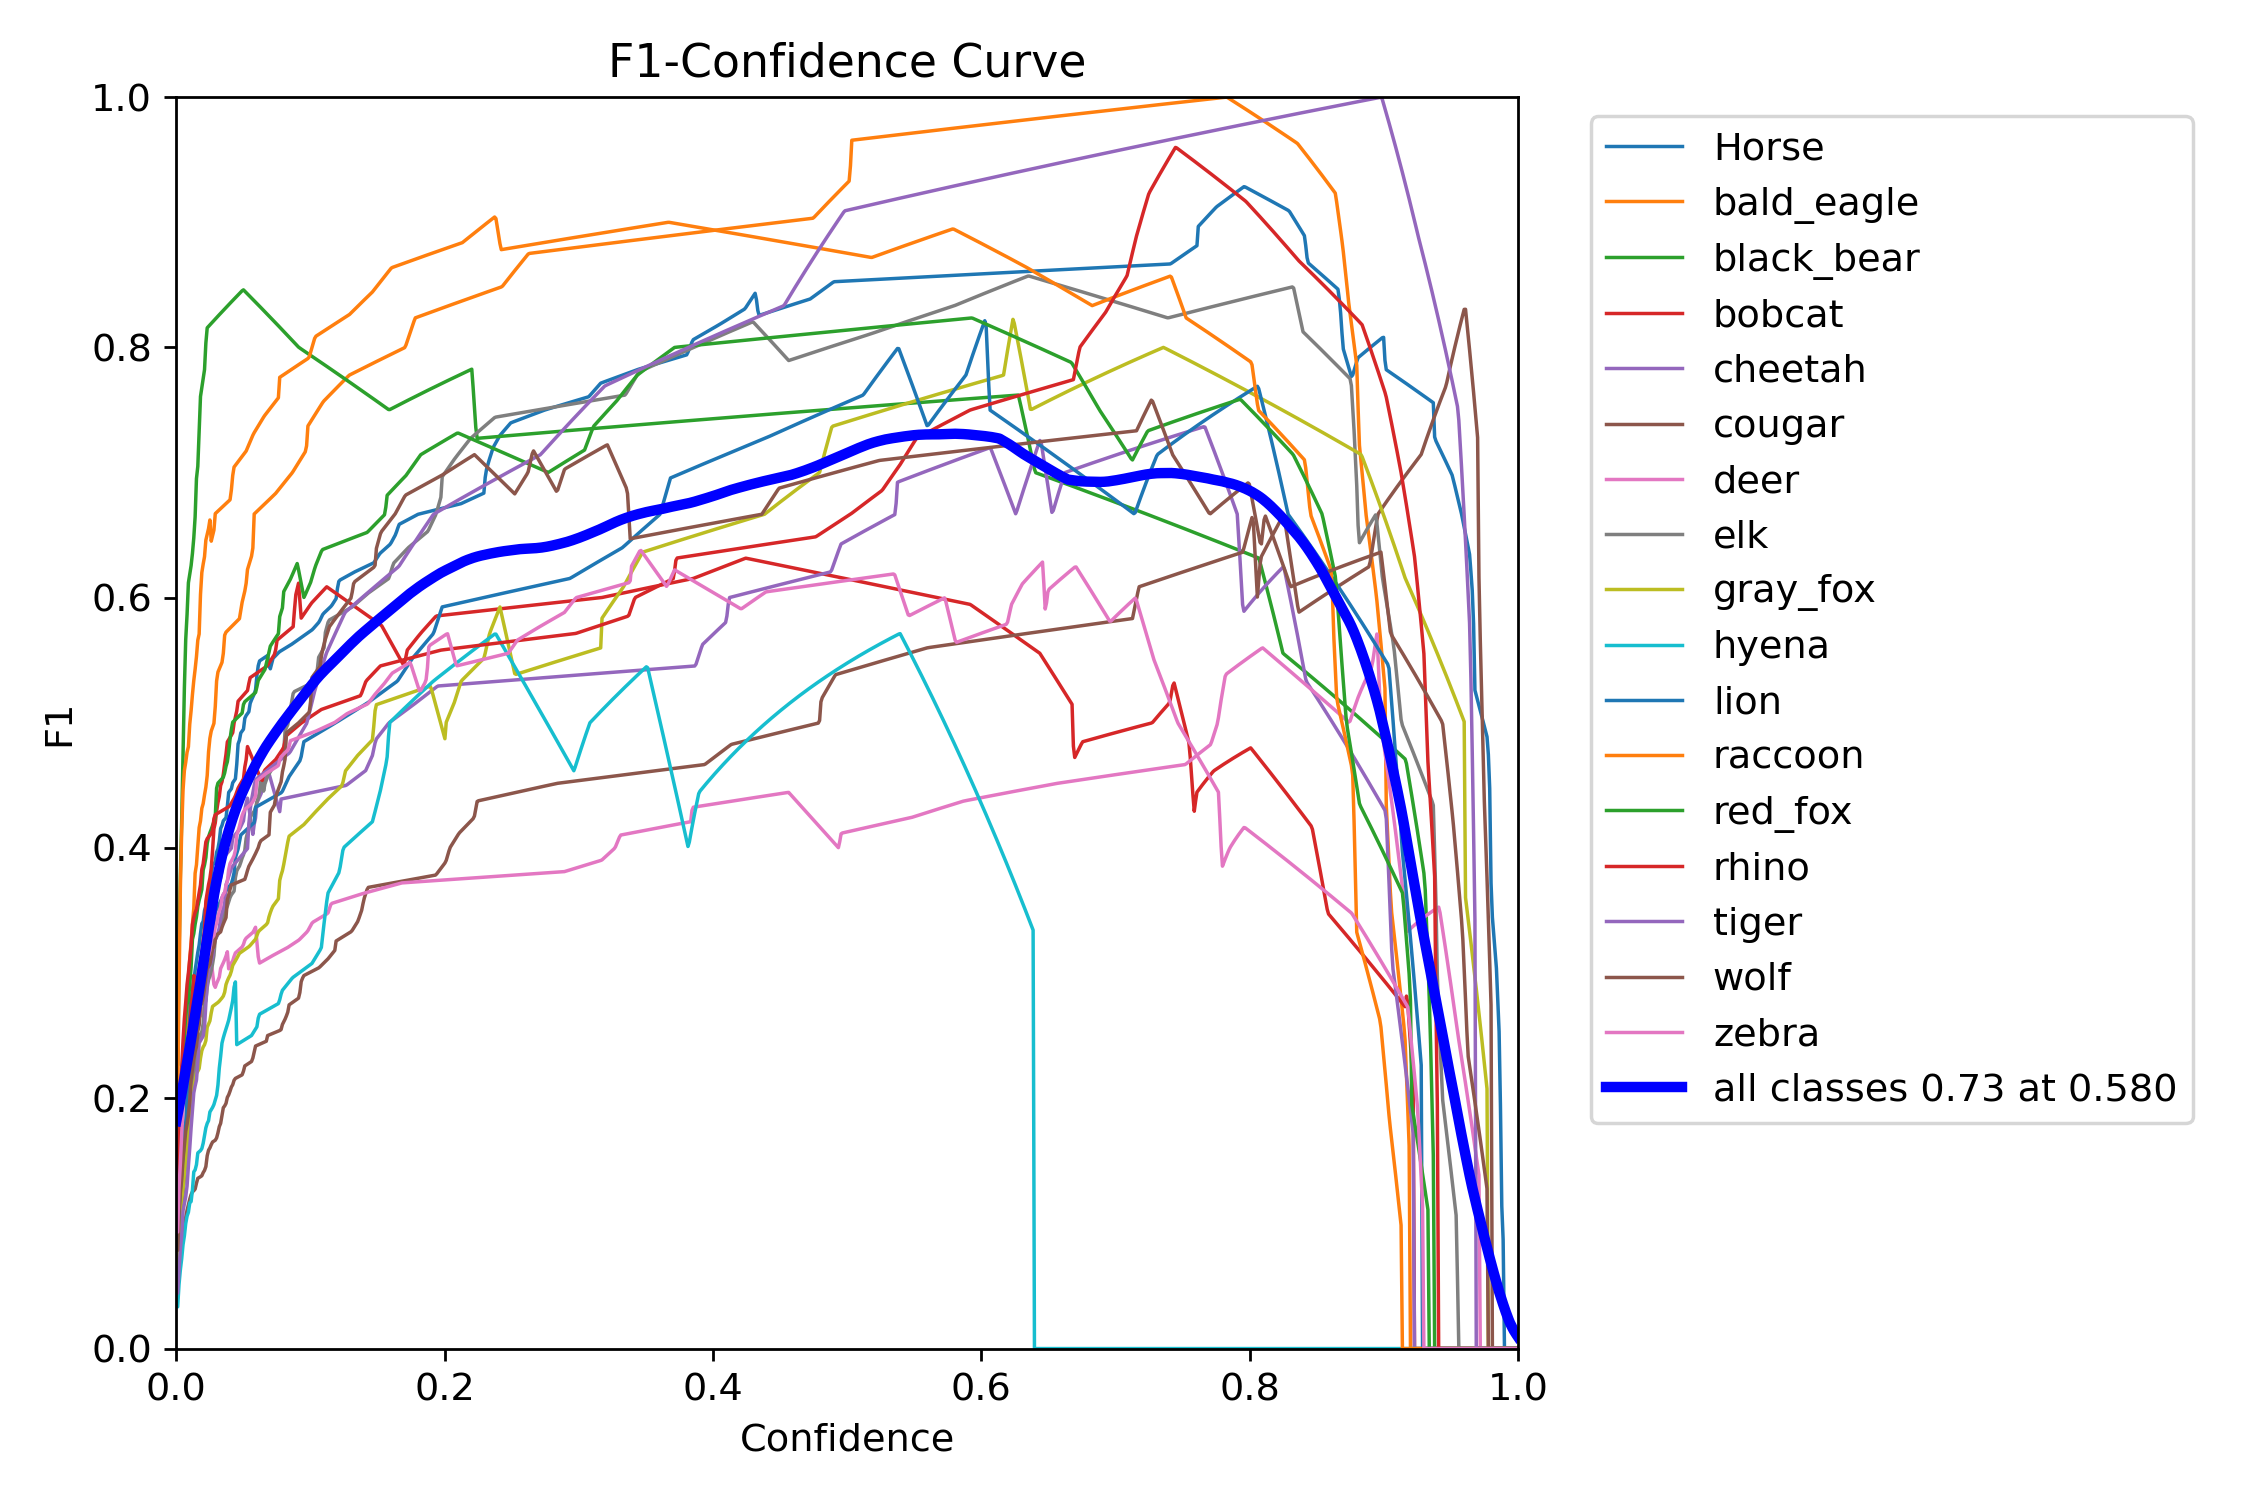 F1-Confidence Curve
1.0
0.8
0.6
0.4
0.2
0.0
F1
0.0 0.2 0.4 0.6 0.8 1.0
Confidence
Horse
bald_eagle
black_bear
bobcat
cheetah
cougar
deer
elk
gray_fox
hyena
lion
raccoon
red_fox
rhino
tiger
wolf
zebra
all classes 0.73 at 0.580